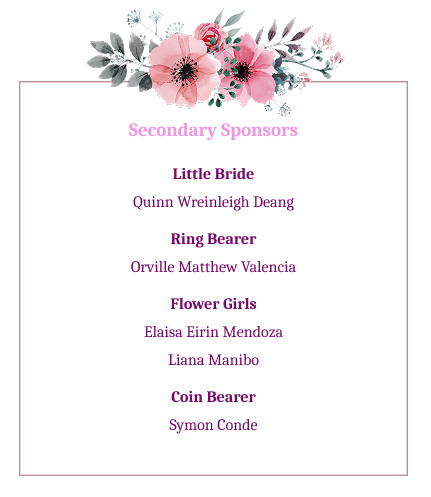 Secondary Sponsors
Little Bride
Quinn Wreinleigh Deang
Ring Bearer
Orville Matthew Valencia
Flower Girls
Elaisa Eirin Mendoza
Liana Manibo
Coin Bearer
Symon Conde